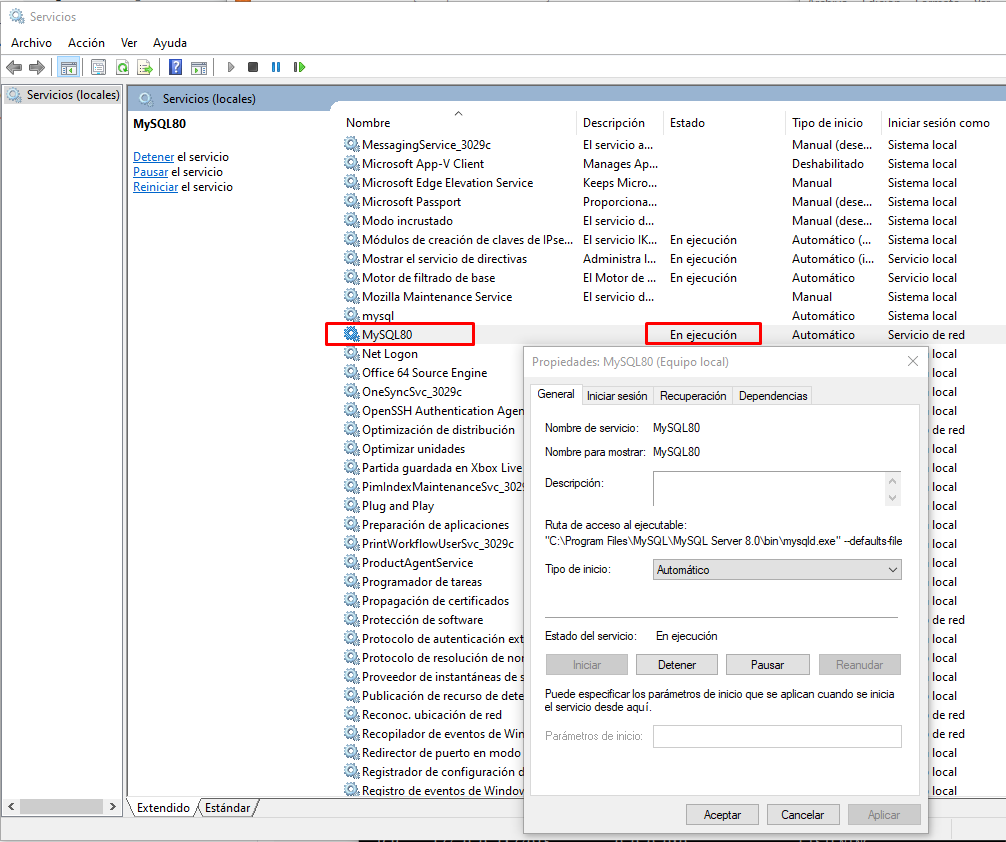 Servicios
Archivo Acción Ver Ayuda
Servicios (locales)
Servicios (locales)
MySQL80
Detener el servicio
Pausar el servicio
Reiniciar el servicio
Nombre Descripción Estado Tipo de inicio Iniciar sesión como
MessagingService_3029c El servicio a... Manual (dese... Sistema local
Microsoft App-V Client Manages Ap... Deshabilitado Sistema local
Microsoft Edge Elevation Service Keeps Micro... Manual Sistema local
Microsoft Passport Proporciona... Manual (dese... Sistema local
Modo incrustado El servicio d... Manual (dese... Sistema local
Módulos de creación de claves de IPse... El servicio IK... En ejecución Automático (... Sistema local
Mostrar el servicio de directivas Administra l... En ejecución Automático (i... Servicio local
Motor de filtrado de base El Motor de ... En ejecución Automático Servicio local
Mozilla Maintenance Service El servicio d... Manual Sistema local
mysql Automático Sistema local
MySQL80 En ejecución Automático Servicio de red
Net Logon local
Office 64 Source Engine local
OneSyncSvc_3029c local
OpenSSH Authentication Agen local
Optimización de distribución de red
Optimizar unidades local
Partida guardada en Xbox Live local
PimIndexMaintenanceSvc_3029 local
Plug and Play local
Preparación de aplicaciones local
PrintWorkflowUserSvc_3029c local
ProductAgentService local
Programador de tareas local
Propagación de certificados local
Protección de software de red
Protocolo de autenticación ext local
Protocolo de resolución de nor local
Proveedor de instantáneas de s local
Publicación de recurso de dete local
Reconoc. ubicación de red de red
Recopilador de eventos de Win de red
Redirector de puerto en modo local
Registrador de configuración d local
Registro de eventos de Window local
Extendido Estándar
Propiedades: MySQL80 (Equipo local)
General Iniciar sesión Recuperación Dependencias
Nombre de servicio: MySQL80
Nombre para mostrar: MySQL80
Descripción:
Ruta de acceso al ejecutable:
"C:\Program Files\MySQL\MySQL Server 8.0\bin\mysqld.exe" --defaults-file
Tipo de inicio: Automático
Estado del servicio: En ejecución
Iniciar Detener Pausar Reanudar
Puede especificar los parámetros de inicio que se aplican cuando se inicia
el servicio desde aquí.
Parámetros de inicio:
Aceptar Cancelar Aplicar